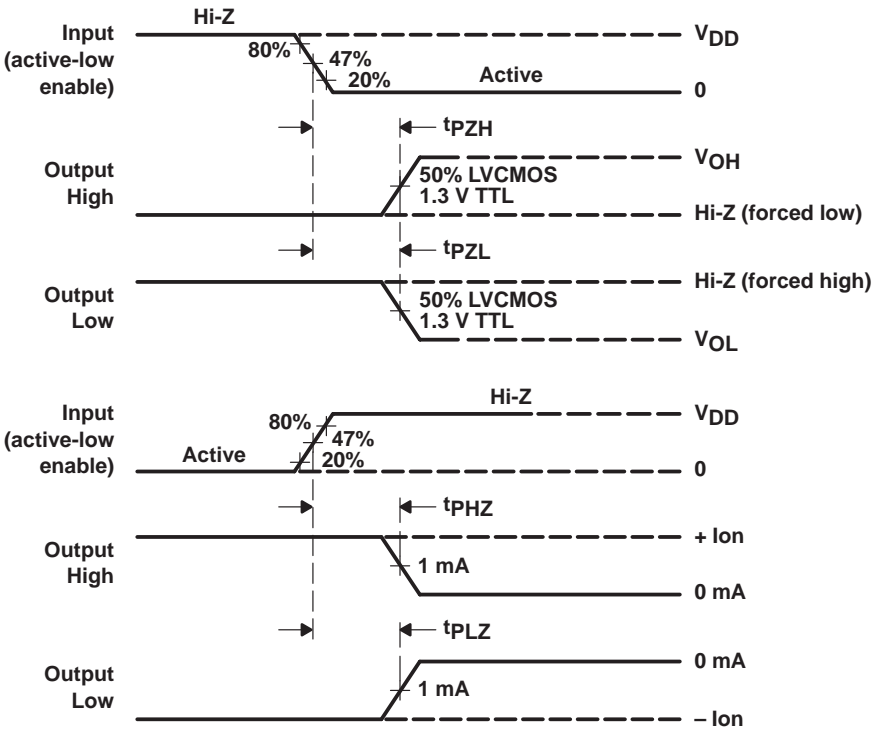 Hi-Z
Input
(active-low
enable)
80%
47%
20%
Active
VDD
0
tPZH
Output
High
50% LVCMOS
1.3 V TTL
VOH
Hi-Z (forced low)
tPZL
Output
Low
50% LVCMOS
1.3 V TTL
Hi-Z (forced high)
VOL
Hi-Z
Input
(active-low
enable)
Active
80%
47%
20%
VDD
0
tPHZ
Output
High
1 mA
+ Ion
0 mA
tPLZ
Output
Low
1 mA
0 mA
– Ion